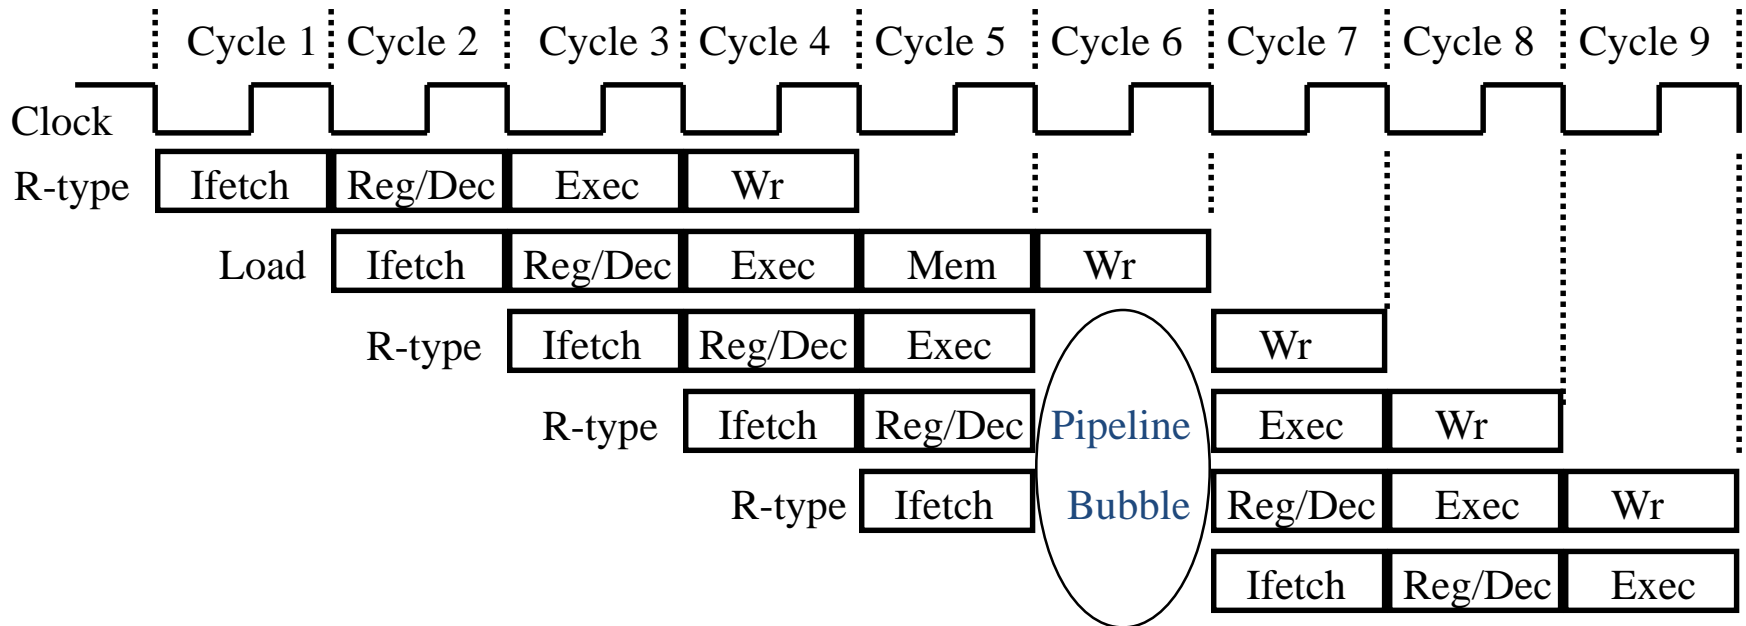 Cycle 1 Cycle 2 Cycle 3 Cycle 4 Cycle 5 Cycle 6 Cycle 7 Cycle 8 Cycle 9
Clock
R-type Ifetch Reg/Dec Exec Wr
Load Ifetch Reg/Dec Exec Mem Wr
R-type Ifetch Reg/Dec Exec Wr
R-type Ifetch Reg/Dec Pipeline Exec Wr
R-type Ifetch Bubble Reg/Dec Exec Wr
Ifetch Reg/Dec Exec